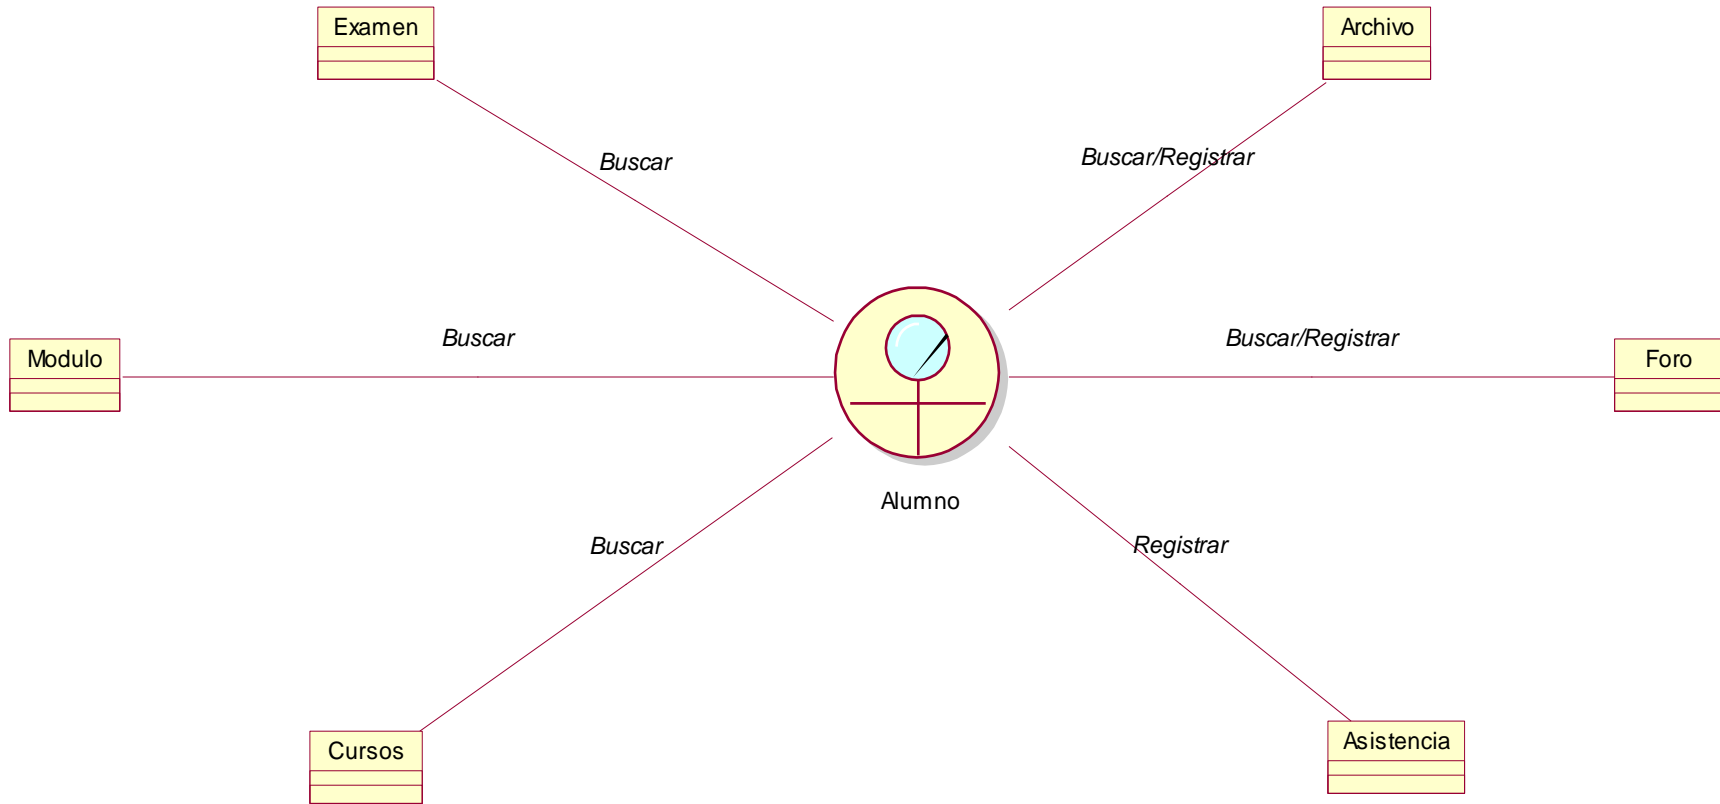 Examen
Archivo
Buscar
Buscar/Registrar
Buscar
Buscar/Registrar
Modulo
Foro
Alumno
Buscar
Registrar
Cursos
Asistencia